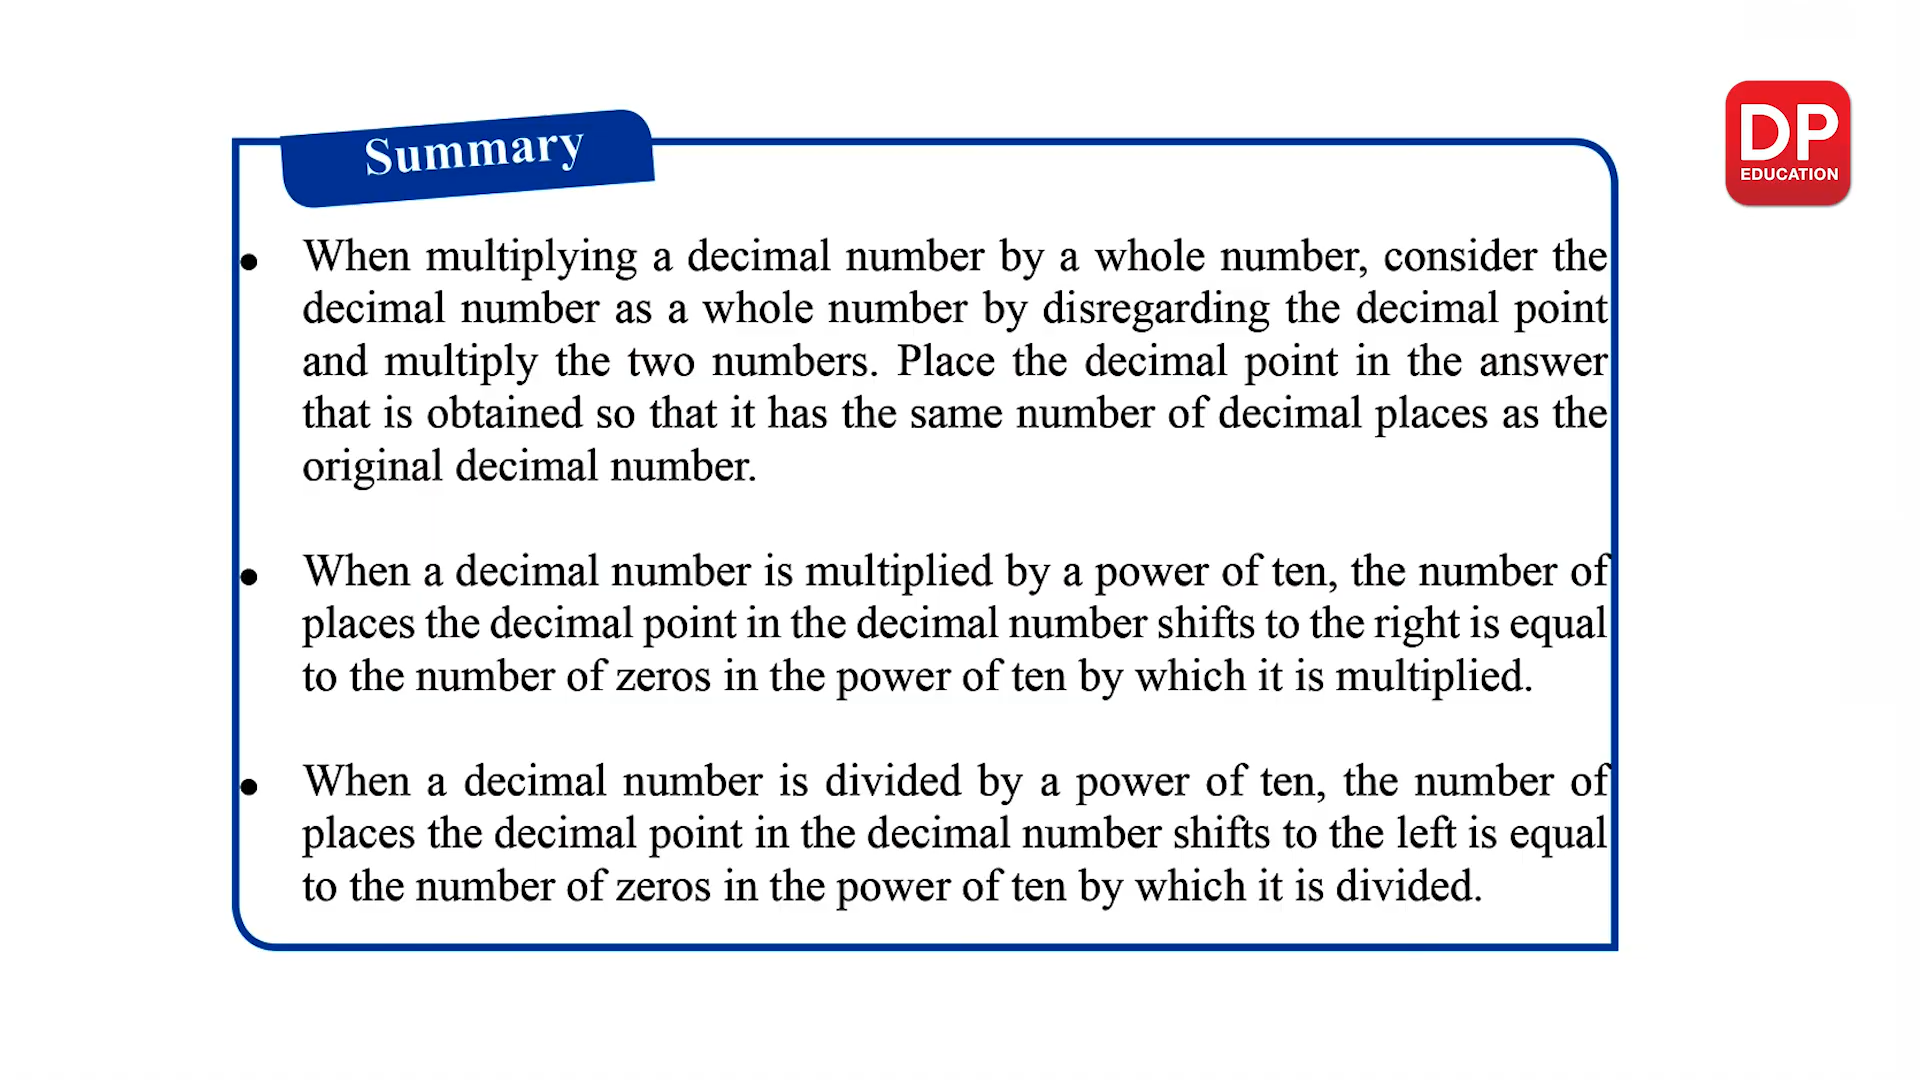 DP
EDUCATION
Summary
• When multiplying a decimal number by a whole number, consider the
decimal number as a whole number by disregarding the decimal point
and multiply the two numbers. Place the decimal point in the answer
that is obtained so that it has the same number of decimal places as the
original decimal number.
• When a decimal number is multiplied by a power of ten, the number of
places the decimal point in the decimal number shifts to the right is equal
to the number of zeros in the power of ten by which it is multiplied.
• When a decimal number is divided by a power of ten, the number of
places the decimal point in the decimal number shifts to the left is equal
to the number of zeros in the power of ten by which it is divided.